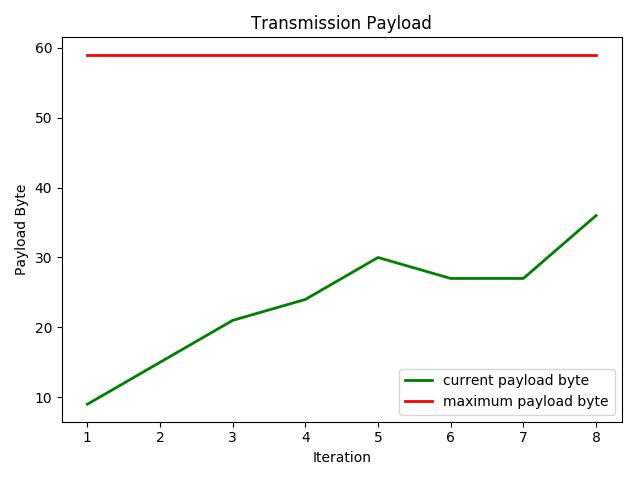 Transmission Payload
Payload Byte
60
50
40
30
20
10
1 2 3 4 5 6 7 8
Iteration
current payload byte
maximum payload byte